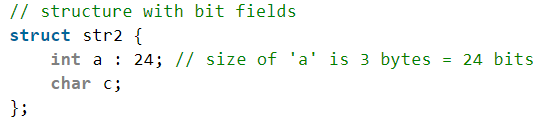 // structure with bit fields
struct str2 {
    int a : 24; // size of 'a' is 3 bytes = 24 bits
    char c;
};